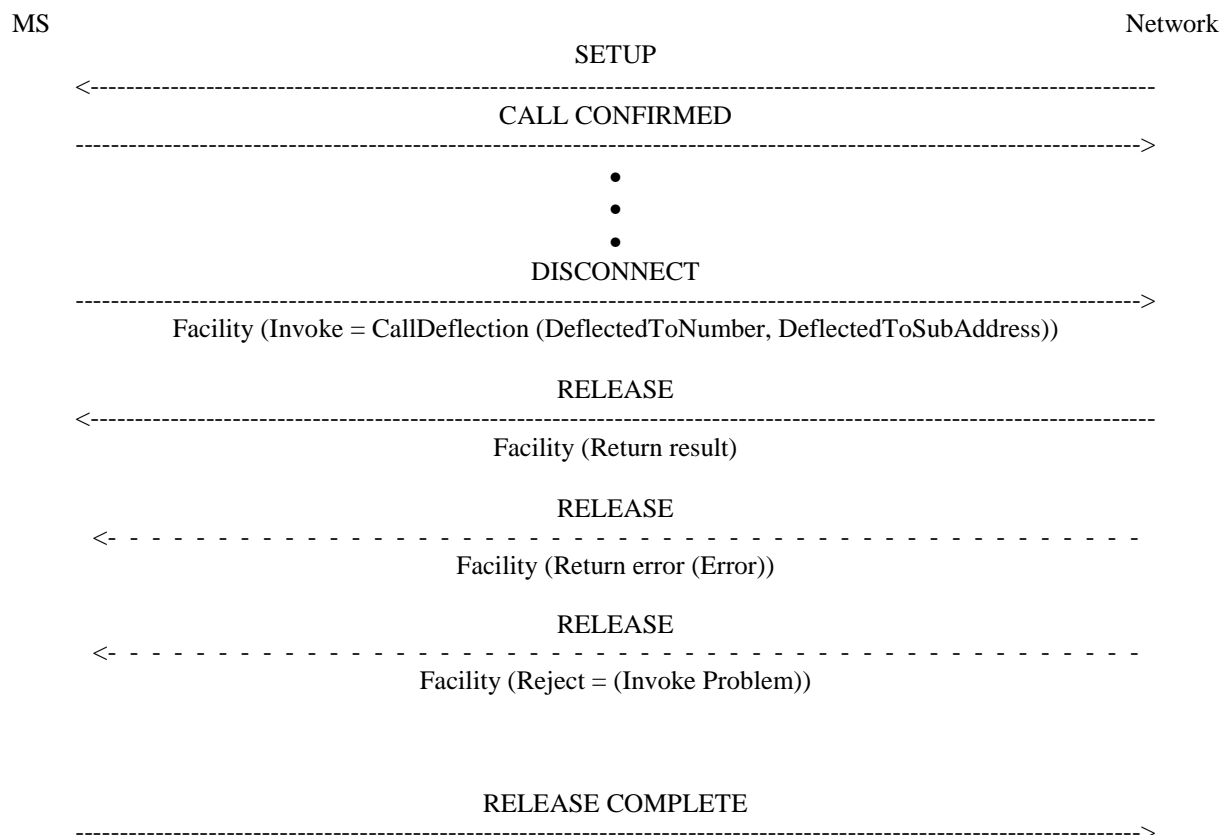 MS Network
SETUP
<------------------------------------------------------------------------------------------------------------------------
CALL CONFIRMED
------------------------------------------------------------------------------------------------------------------------>
•
•
•
DISCONNECT
------------------------------------------------------------------------------------------------------------------------>
Facility (Invoke = CallDeflection (DeflectedToNumber, DeflectedToSubAddress))
RELEASE
<------------------------------------------------------------------------------------------------------------------------
Facility (Return result)
RELEASE
<- - - - - - - - - - - - - - - - - - - - - - - - - - - - - - - - - - - - - - - - - - - - - - - -
Facility (Return error (Error))
RELEASE
<- - - - - - - - - - - - - - - - - - - - - - - - - - - - - - - - - - - - - - - - - - - - - - - -
Facility (Reject = (Invoke Problem))
RELEASE COMPLETE
------------------------------------------------------------------------------------------------------------------------>